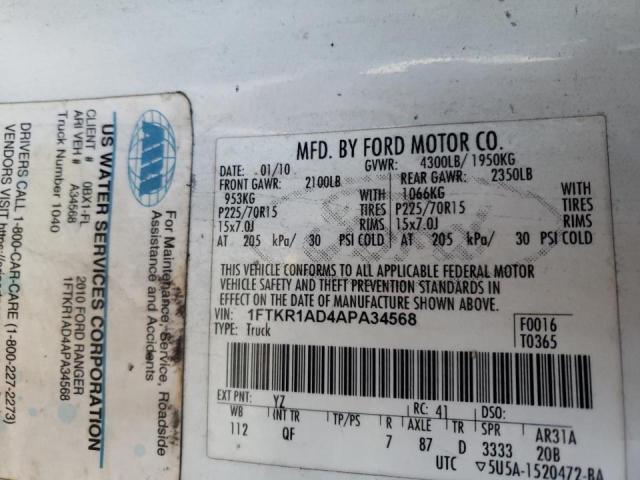 ARI
For Maintenance, Service, Roadside
Assistance and Accidents
US WATER SERVICES CORPORATION
CLIENT # 0BX1-FL 2010 FORD RANGER
ARI VEH # A34568 1FTKR1AD4APA34568
Truck Number 1040
DRIVERS CALL 1-800-CAR-CARE (1-800-227-2273)
VENDORS VISIT
MFD. BY FORD MOTOR CO.
DATE: 01/10 GVWR: 4300LB/ 1950KG
FRONT GAWR: 2100LB REAR GAWR: 2350LB
953KG WITH 1066KG WITH
P225/70R15 TIRES P225/70R15 TIRES
15x7.0J RIMS 15x7.0J RIMS
AT 205 kPa/ 30 PSI COLD AT 205 kPa/ 30 PSI COLD
THIS VEHICLE CONFORMS TO ALL APPLICABLE FEDERAL MOTOR
VEHICLE SAFETY AND THEFT PREVENTION STANDARDS IN
EFFECT ON THE DATE OF MANUFACTURE SHOWN ABOVE.
VIN: 1FTKR1AD4APA34568 F0016
TYPE: Truck T0365
EXT PNT: YZ RC: 41 DSO:
WB INT TR TP/PS R AXLE TR SPR AR31A
112 QF 7 87 D 3333 20B
UTC ▽5U5A-1520472-BA